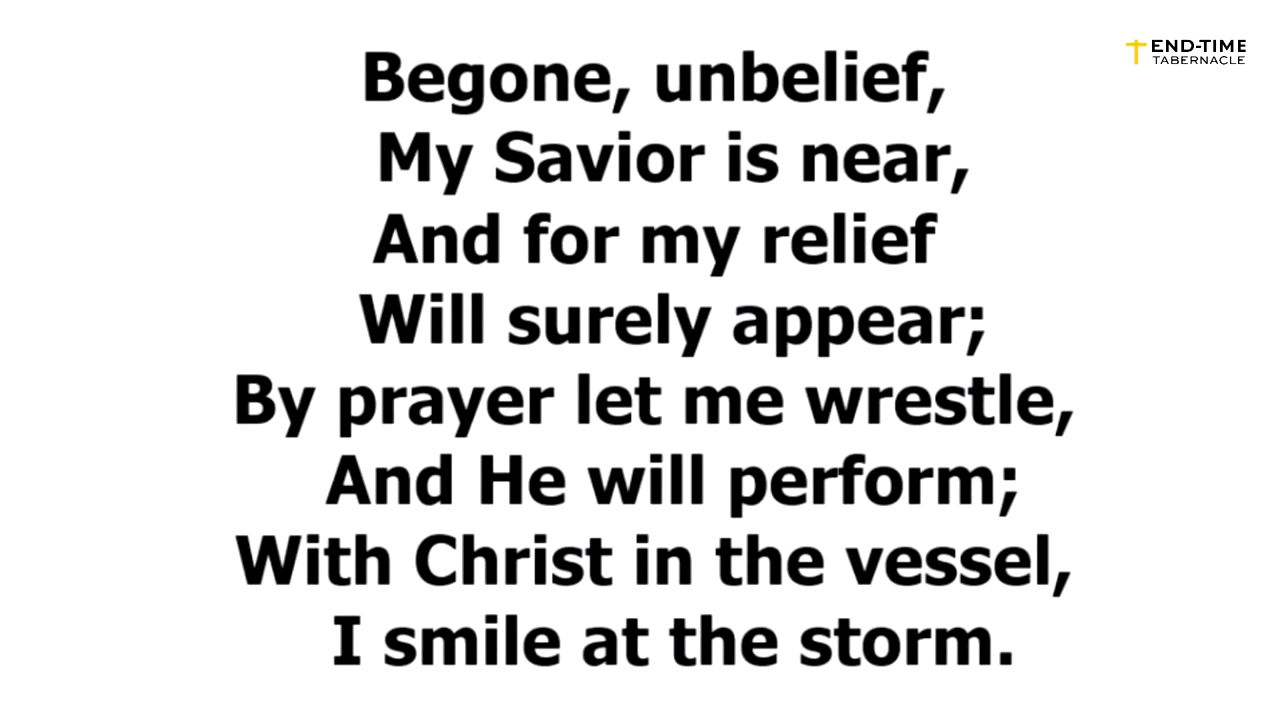 END-TIME
TABERNACLE
Begone, unbelief,
My Savior is near,
And for my relief
Will surely appear;
By prayer let me wrestle,
And He will perform;
With Christ in the vessel,
I smile at the storm.